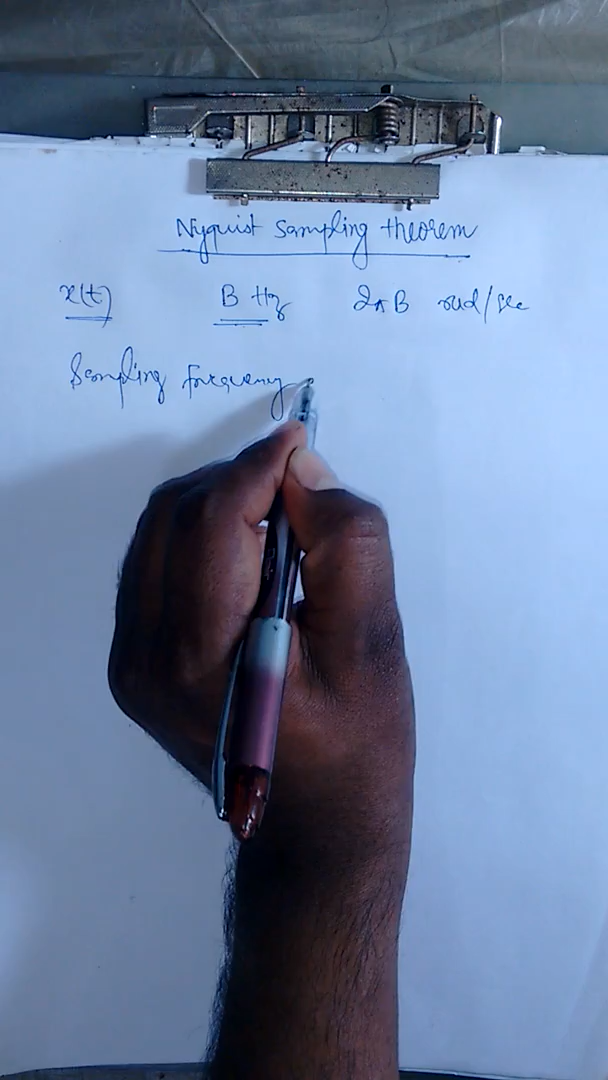 Nyquist Sampling theorem
x(t) B Hz 2πB rad/sec
Sampling frequency